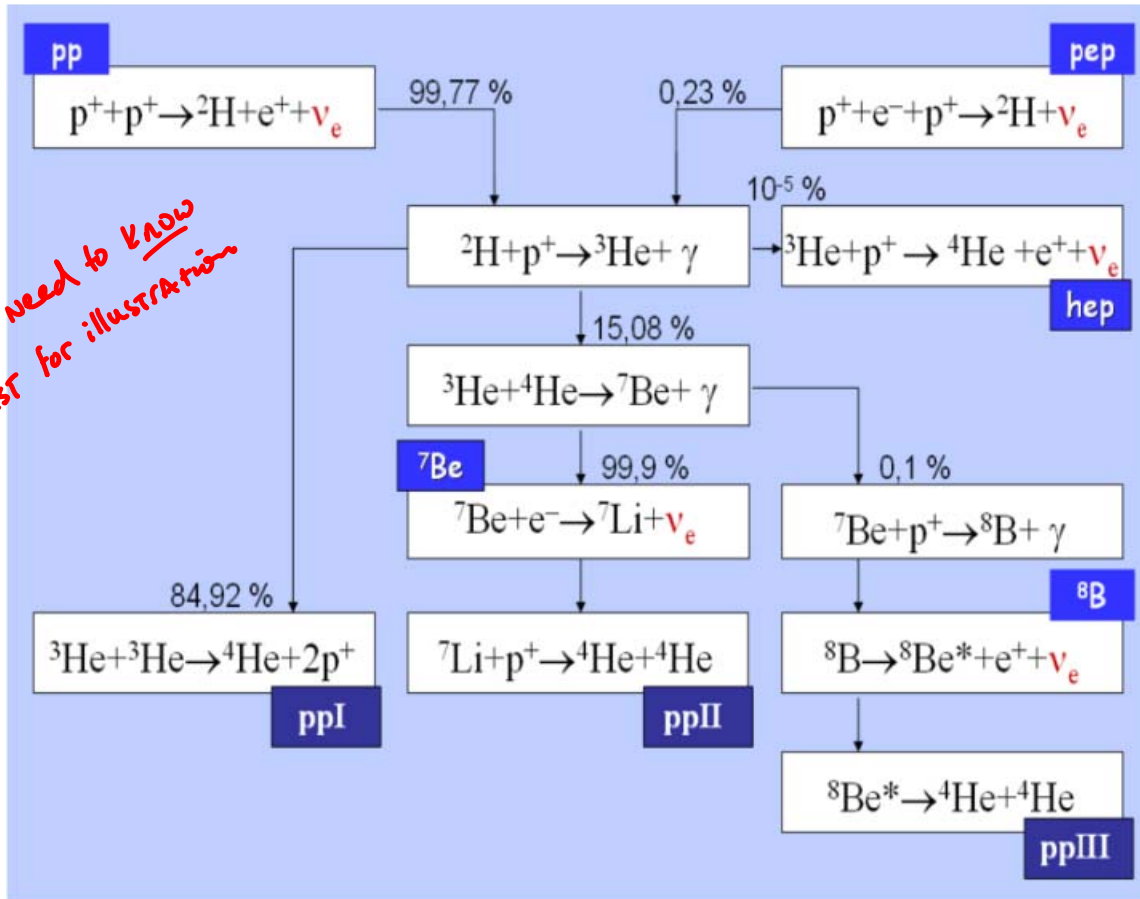 pp
pep
p⁺+p⁺→²H+e⁺+νₑ
99,77 %
0,23 %
p⁺+e⁻+p⁺→²H+νₑ
need to know
for illustration
10⁻⁵ %
²H+p⁺→³He+ γ
³He+p⁺→ ⁴He +e⁺+νₑ
hep
15,08 %
³He+⁴He→⁷Be+ γ
⁷Be
99,9 %
0,1 %
⁷Be+e⁻→⁷Li+νₑ
⁷Be+p⁺→⁸B+ γ
84,92 %
⁸B
³He+³He→⁴He+2p⁺
⁷Li+p⁺→⁴He+⁴He
⁸B→⁸Be*+e⁺+νₑ
ppI
ppII
⁸Be*→⁴He+⁴He
ppIII